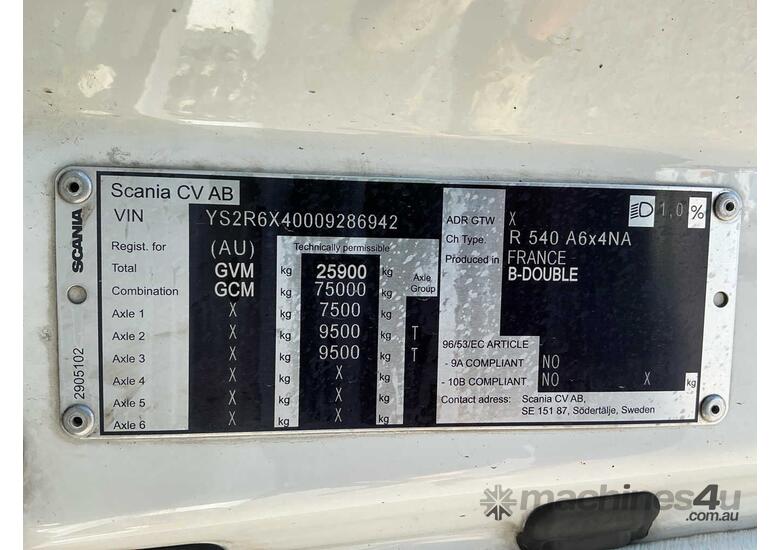 Scania CV AB
VIN YS2R6X40009286942
Regist. for (AU) Technically permissible
Total GVM kg 25900 kg Axle Group
Combination GCM kg 75000 kg
Axle 1 X kg 7500 kg
Axle 2 X kg 9500 kg T
Axle 3 X kg 9500 kg T
Axle 4 X kg X kg
Axle 5 X kg X kg
Axle 6 X kg X kg
ADR GTW X 1,0 %
Ch Type. R 540 A6x4NA
Produced in FRANCE
B-DOUBLE
96/53/EC ARTICLE
- 9A COMPLIANT NO
- 10B COMPLIANT NO X kg
Contact adress: Scania CV AB,
SE 151 87, Södertälje, Sweden
SCANIA
2905102
machines4u
.com.au